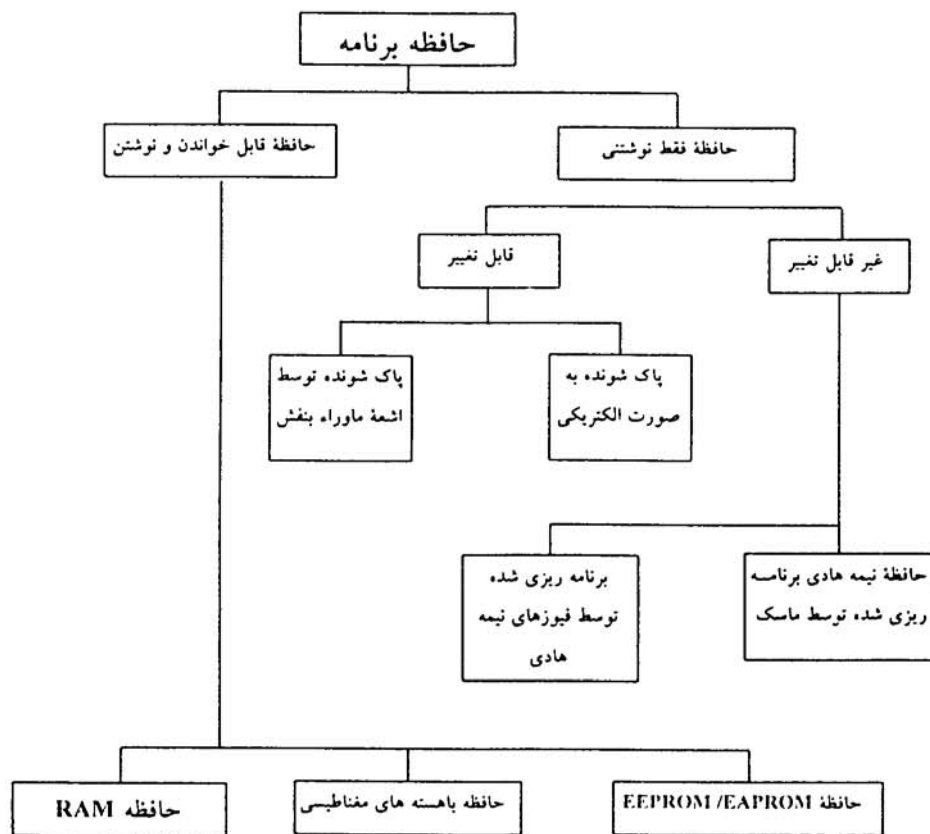 حافظه برنامه
حافظهٔ فقط نوشتنی
حافظهٔ قابل خواندن و نوشتن
غیر قابل تغییر
قابل تغییر
پاک شونده به
صورت الکتریکی
پاک شونده توسط
اشعهٔ ماوراء بنفش
حافظهٔ نیمه هادی برنامه
ریزی شده توسط ماسک
برنامه ریزی شده
توسط فیوزهای نیمه
هادی
حافظهٔ EEPROM /EAPROM
حافظه باهسته های مغناطیسی
حافظه RAM